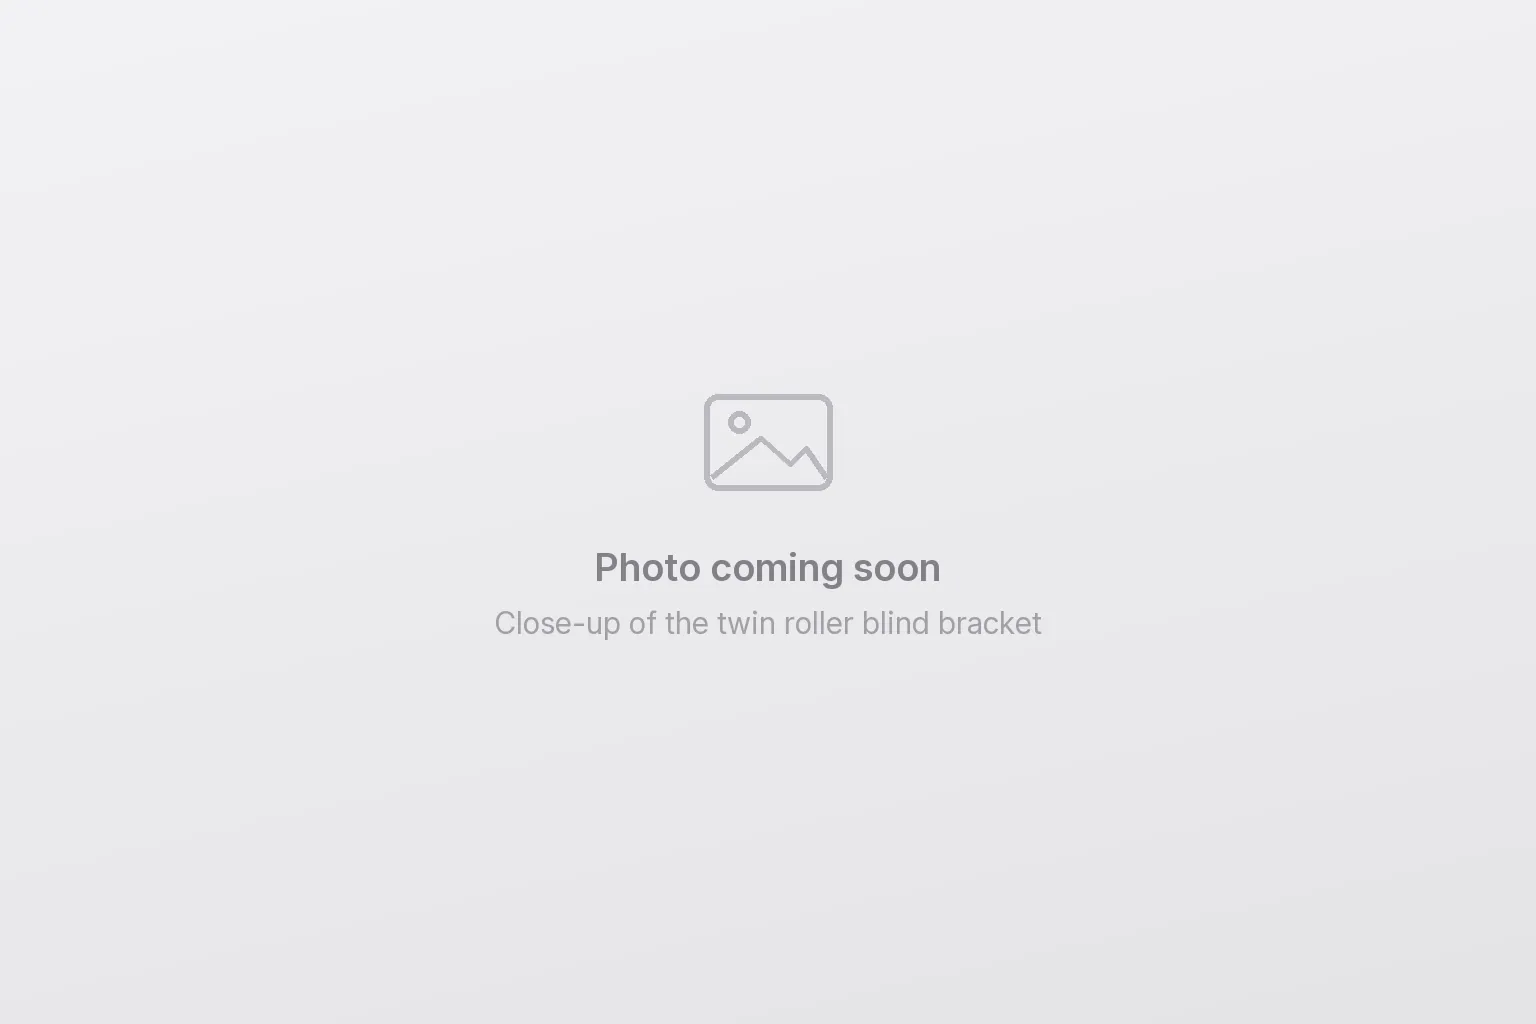 Photo coming soon
Close-up of the twin roller blind bracket